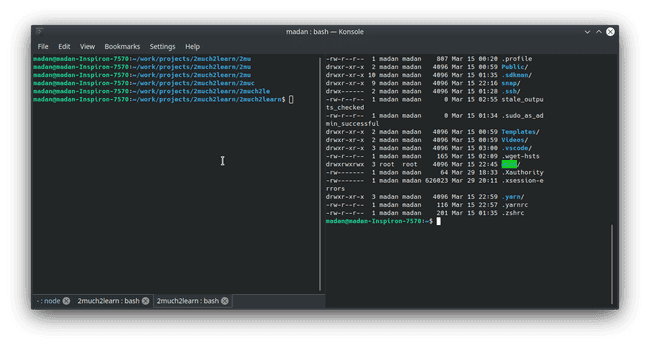 madan : bash — Konsole
File Edit View Bookmarks Settings Help
madan@madan-Inspiron-7570:~/work/projects/2much2learn/2mu
madan@madan-Inspiron-7570:~/work/projects/2much2learn/2mu
madan@madan-Inspiron-7570:~/work/projects/2much2learn/2mu
madan@madan-Inspiron-7570:~/work/projects/2much2learn/2muc
madan@madan-Inspiron-7570:~/work/projects/2much2learn/2much2le
madan@madan-Inspiron-7570:~/work/projects/2much2learn/2much2learn$
- : node
2much2learn : bash
2much2learn : bash
-rw-r--r-- 1 madan madan 807 Mar 15 00:20 .profile
drwxr-xr-x 2 madan madan 4096 Mar 15 00:59 Public/
drwxr-xr-x 10 madan madan 4096 Mar 15 01:35 .sdkman/
drwxr-xr-x 9 madan madan 4096 Mar 15 22:16 snap/
drwx------ 2 madan madan 4096 Mar 15 01:28 .ssh/
-rw-r--r-- 1 madan madan 0 Mar 15 02:55 stale_outpu
ts_checked
-rw-r--r-- 1 madan madan 0 Mar 15 01:34 .sudo_as_ad
min_successful
drwxr-xr-x 2 madan madan 4096 Mar 15 00:59 Templates/
drwxr-xr-x 2 madan madan 4096 Mar 15 00:59 Videos/
drwxr-xr-x 3 madan madan 4096 Mar 15 03:00 .vscode/
-rw-r--r-- 1 madan madan 165 Mar 15 02:09 .wget-hsts
drwxrwxrwx 3 root root 4096 Mar 15 22:45 /
-rw------- 1 madan madan 64 Mar 29 18:33 .Xauthority
-rw------- 1 madan madan 626023 Mar 29 20:11 .xsession-e
rrors
drwxr-xr-x 3 madan madan 4096 Mar 15 22:59 .yarn/
-rw-r--r-- 1 madan madan 116 Mar 15 22:57 .yarnrc
-rw-r--r-- 1 madan madan 201 Mar 15 01:35 .zshrc
madan@madan-Inspiron-7570:~$